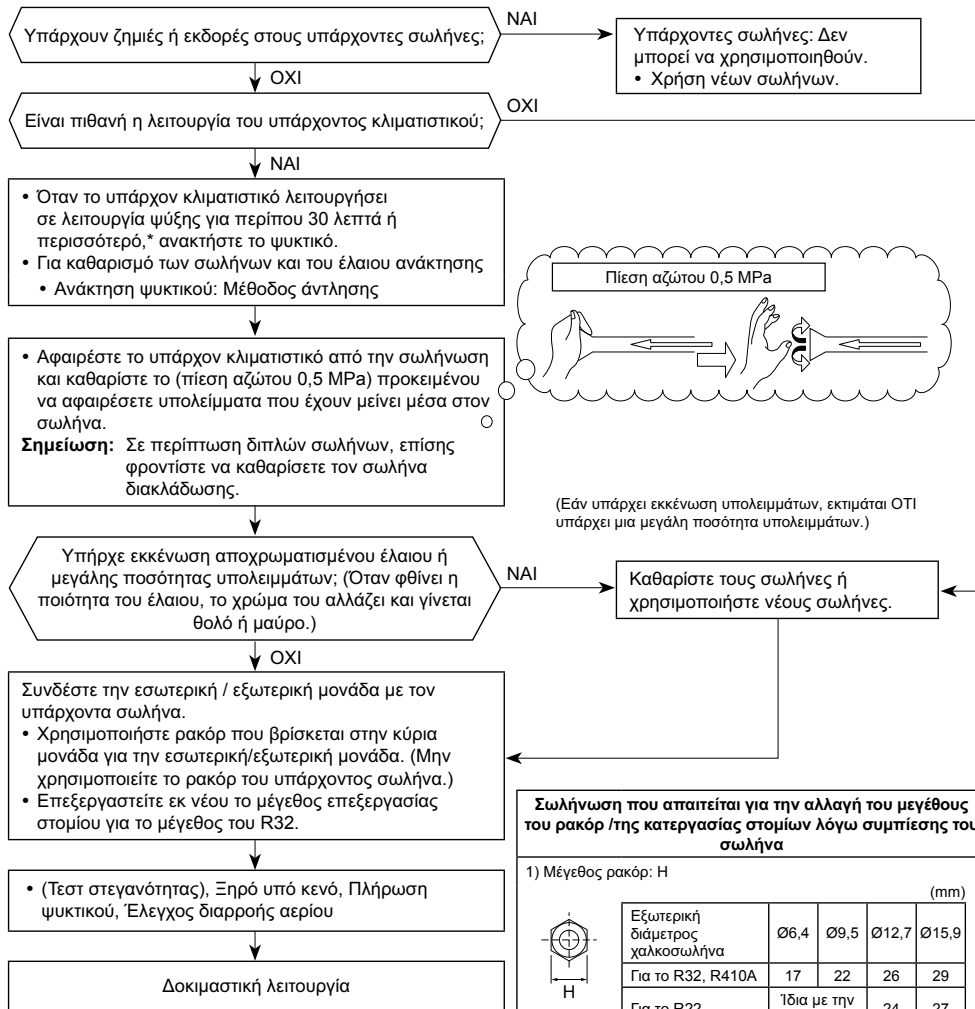 Υπάρχουν ζημιές ή εκδορές στους υπάρχοντες σωλήνες;
ΝΑΙ
Υπάρχοντες σωλήνες: Δεν
μπορεί να χρησιμοποιηθούν.
• Χρήση νέων σωλήνων.
ΟΧΙ
Είναι πιθανή η λειτουργία του υπάρχοντος κλιματιστικού;
ΟΧΙ
ΝΑΙ
• Όταν το υπάρχον κλιματιστικό λειτουργήσει
σε λειτουργία ψύξης για περίπου 30 λεπτά ή
περισσότερό,* ανακτήστε το ψυκτικό.
• Για καθαρισμό των σωλήνων και του έλαιου ανάκτησης
• Ανάκτηση ψυκτικού: Μέθοδος άντλησης
Πίεση αζώτου 0,5 MPa
• Αφαιρέστε το υπάρχον κλιματιστικό από την σωλήνωση
και καθαρίστε το (πίεση αζώτου 0,5 MPa) προκειμένου
να αφαιρέσετε υπολείμματα που έχουν μείνει μέσα στον
σωλήνα.
Σημείωση: Σε περίπτωση διπλών σωλήνων, επίσης
φροντίστε να καθαρίσετε τον σωλήνα
διακλάδωσης.
(Εάν υπάρχει εκκένωση υπολειμμάτων, εκτιμάται ΟΤΙ
υπάρχει μια μεγάλη ποσότητα υπολειμμάτων.)
Υπήρχε εκκένωση αποχρωματισμένου έλαιου ή
μεγάλης ποσότητας υπολειμμάτων; (Όταν φθίνει η
ποιότητα του έλαιου, το χρώμα του αλλάζει και γίνεται
θολό ή μαύρο.)
ΝΑΙ
Καθαρίστε τους σωλήνες ή
χρησιμοποιήστε νέους σωλήνες.
ΟΧΙ
Συνδέστε την εσωτερική / εξωτερική μονάδα με τον
υπάρχοντα σωλήνα.
• Χρησιμοποιήστε ρακόρ που βρίσκεται στην κύρια
μονάδα για την εσωτερική/εξωτερική μονάδα. (Μην
χρησιμοποιείτε το ρακόρ του υπάρχοντος σωλήνα.)
• Επεξεργαστείτε εκ νέου το μέγεθος επεξεργασίας
στομίου για το μέγεθος του R32.
• (Τεστ στεγανότητας), Ξηρό υπό κενό, Πλήρωση
ψυκτικού, Έλεγχος διαρροής αερίου
Δοκιμαστική λειτουργία
Σωλήνωση που απαιτείται για την αλλαγή του μεγέθους
του ρακόρ /της κατεργασίας στομίων λόγω συμπίεσης του
σωλήνα
1) Μέγεθος ρακόρ: H
(mm)
H
Εξωτερική
διάμετρος
χαλκοσωλήνα
Ø6,4 Ø9,5 Ø12,7 Ø15,9
Για το R32, R410A 17 22 26 29
Για το R22 Ίδια με την 24 27